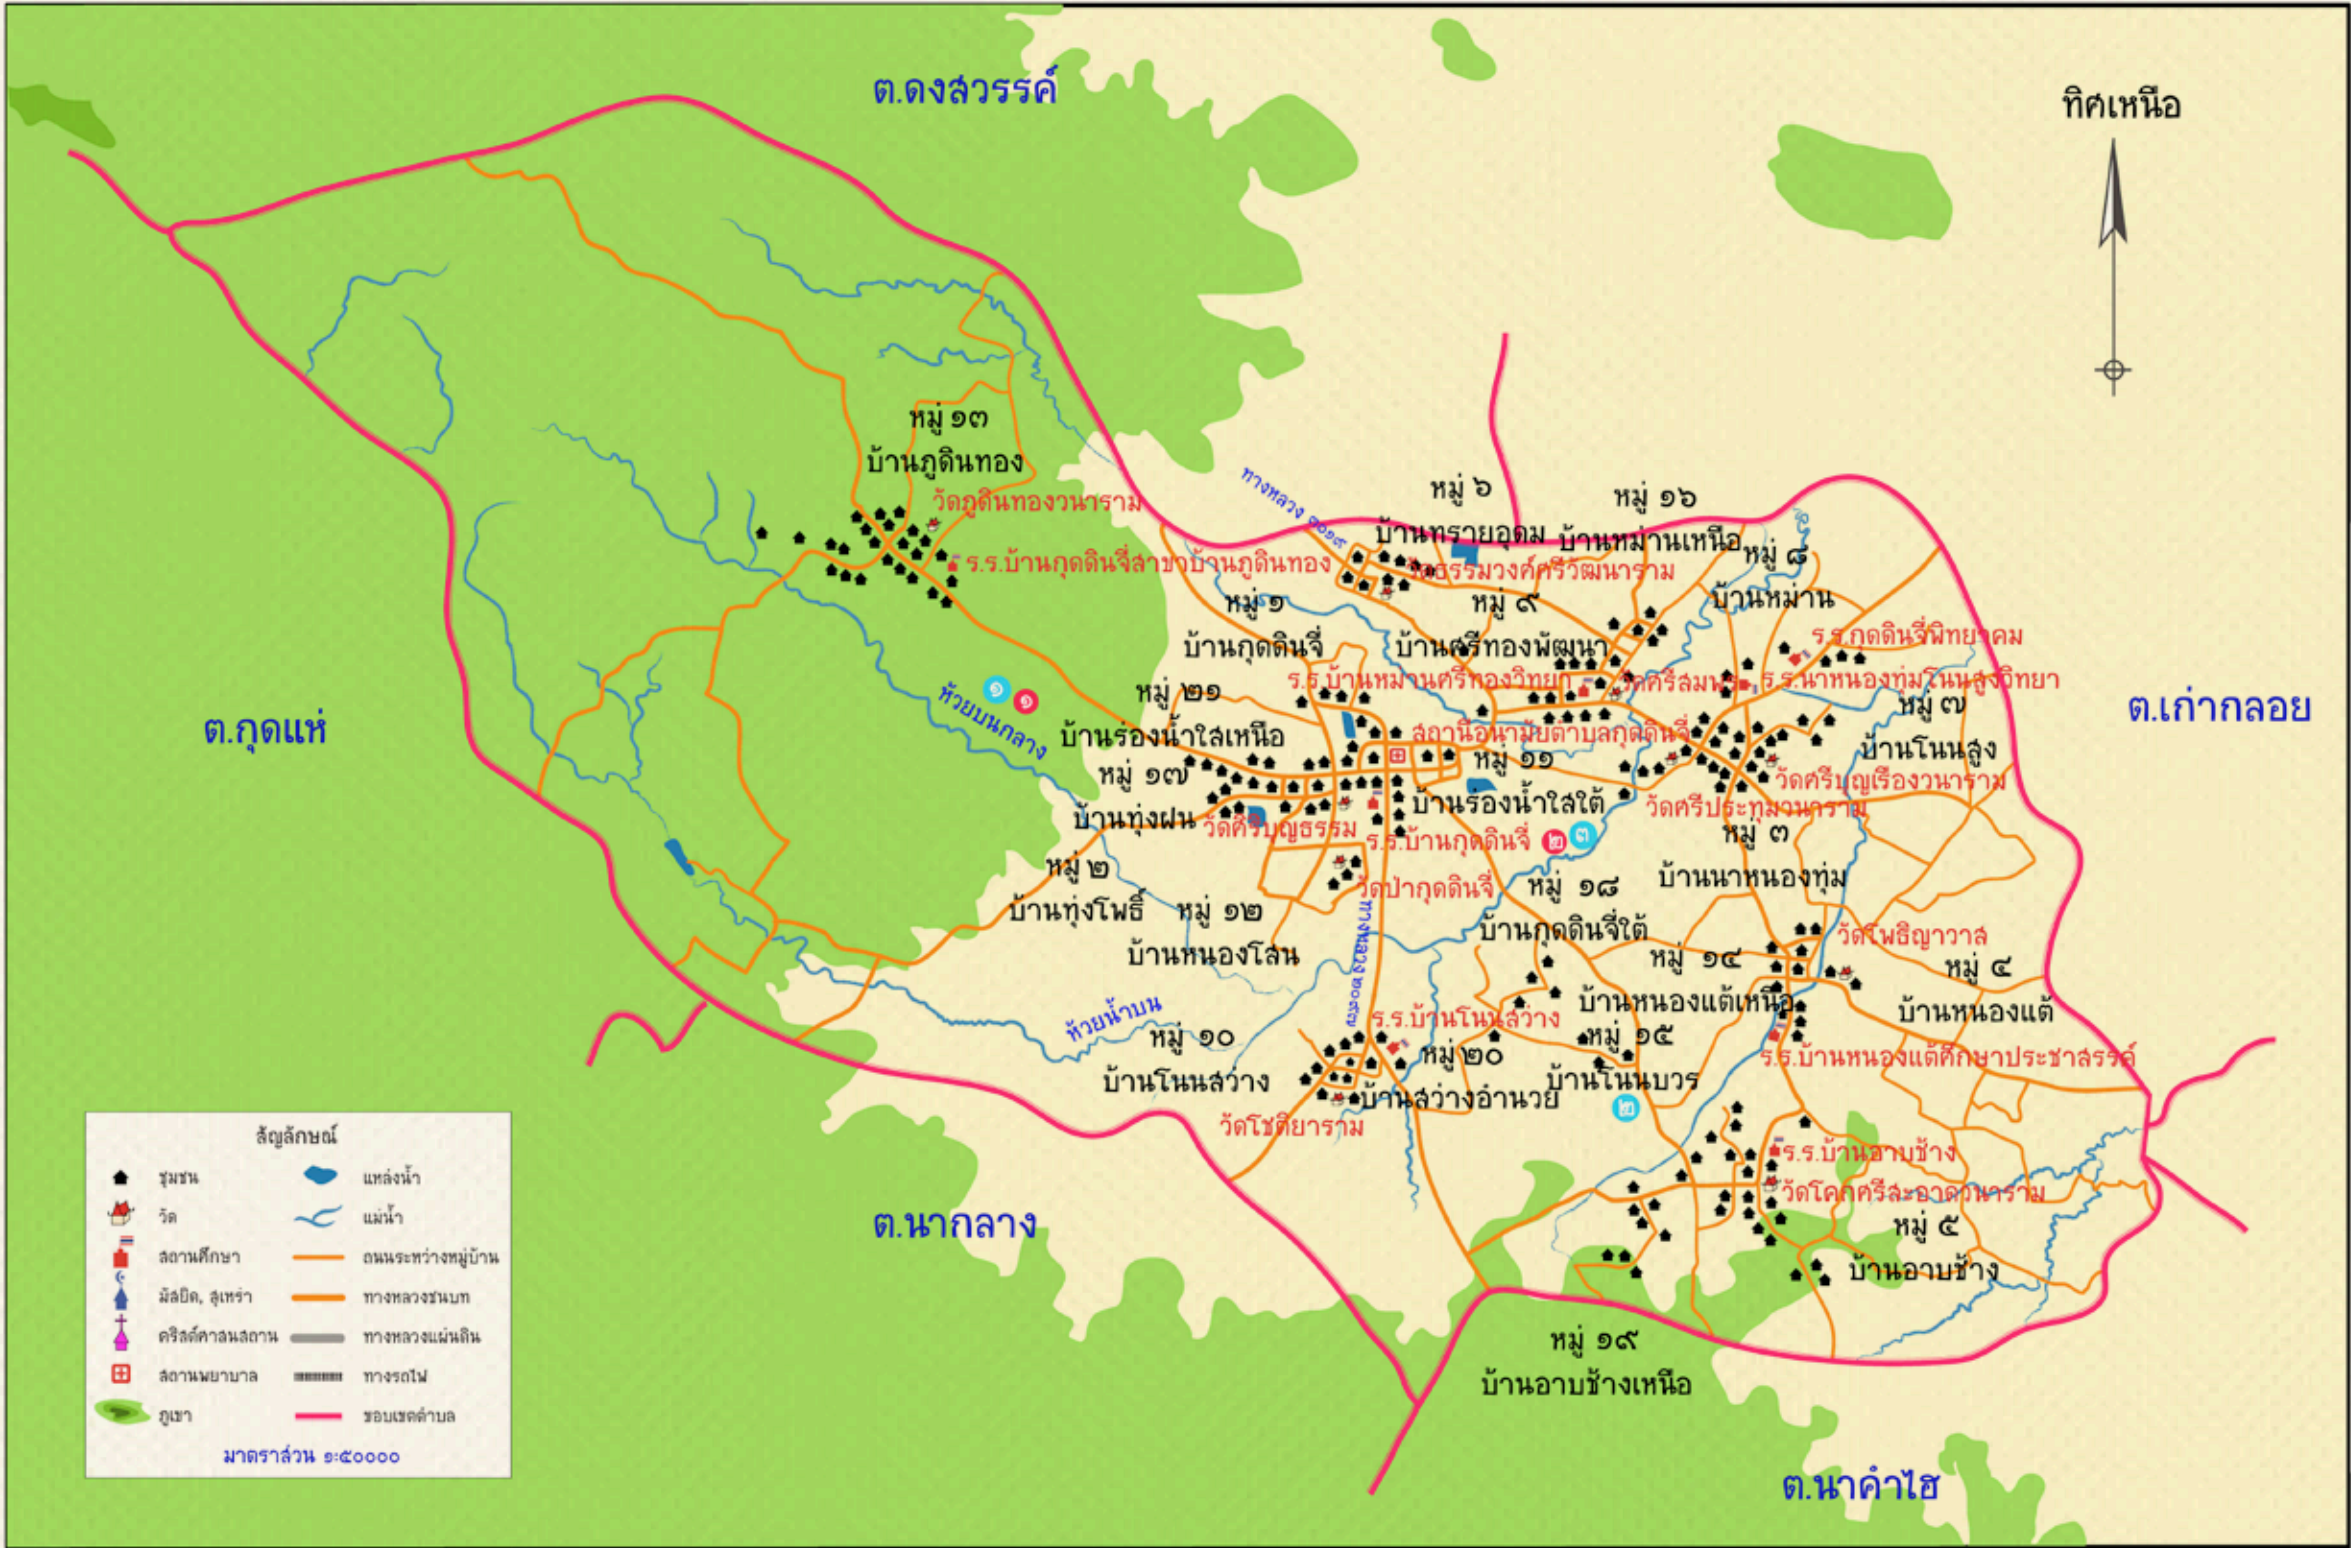 ต.ดงสวรรค์
ทิศเหนือ
หมู่ ๑๓
บ้านภูดินทอง
วัดภูดินทองวนาราม
ร.ร.บ้านกุดดินจี่สาขาบ้านภูดินทอง
ทางหลวง ๓๐๑๙
หมู่ ๖
บ้านทรายอุดม
หมู่ ๑๖
บ้านหม่านเหนือ
หมู่ ๘
บ้านหม่าน
วัดธรรมวงค์ศรีวัฒนาราม
หมู่ ๑
บ้านกุดดินจี่
หมู่ ๙
บ้านศรีทองพัฒนา
ร.ร.กุดดินจี่พิทยาคม
ร.ร.บ้านหม่านศรีทองวิทยา
วัดศรีสมพร
ร.ร.นาหนองทุ่มโนนสูงวิทยา
หมู่ ๒๑
บ้านร่องน้ำใสเหนือ
หมู่ ๗
บ้านโนนสูง
ต.เก่ากลอย
ต.กุดแห่
๑
๑
ห้วยบนกลาง
สถานีอนามัยตำบลกุดดินจี่
หมู่ ๑๑
บ้านร่องน้ำใสใต้
หมู่ ๑๗
บ้านทุ่งฝน
วัดศิริบุญธรรม
วัดศรีบุญเรืองวนาราม
วัดศรีประทุมวนาราม
ร.ร.บ้านกุดดินจี่
๒
๓
หมู่ ๓
บ้านนาหนองทุ่ม
หมู่ ๒
บ้านทุ่งโพธิ์
วัดป่ากุดดินจี่
หมู่ ๑๘
บ้านกุดดินจี่ใต้
หมู่ ๑๒
บ้านหนองโสน
วัดโพธิญาวาส
หมู่ ๑๔
บ้านหนองแต้เหนือ
หมู่ ๔
บ้านหนองแต้
ห้วยน้ำบน
ร.ร.บ้านโนนสว่าง
หมู่ ๑๐
บ้านโนนสว่าง
หมู่ ๒๐
บ้านสว่างอำนวย
หมู่ ๑๕
บ้านโนนบวร
๒
ร.ร.บ้านหนองแต้ศึกษาประชาสรรค์
วัดโชติยาราม
ร.ร.บ้านอาบช้าง
วัดโคกศรีสะอาดวนาราม
หมู่ ๕
บ้านอาบช้าง
ต.นากลาง
หมู่ ๑๙
บ้านอาบช้างเหนือ
ต.นาคำไฮ
สัญลักษณ์
ชุมชน
แหล่งน้ำ
วัด
แม่น้ำ
สถานศึกษา
ถนนระหว่างหมู่บ้าน
มัสยิด, สุเหร่า
ทางหลวงชนบท
คริสต์ศาสนสถาน
ทางหลวงแผ่นดิน
สถานพยาบาล
ทางรถไฟ
ภูเขา
ขอบเขตตำบล
มาตราส่วน ๑:๕๐๐๐๐